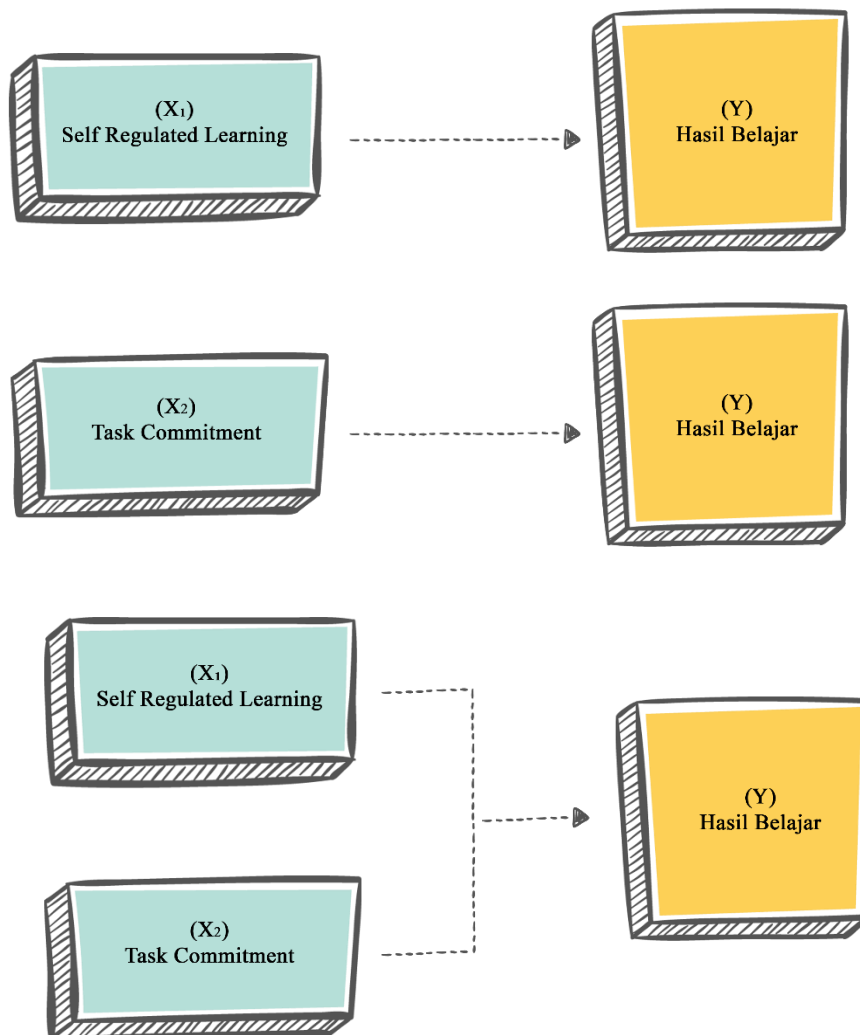 (X₁)
Self Regulated Learning
(Y)
Hasil Belajar
(X₂)
Task Commitment
(Y)
Hasil Belajar
(X₁)
Self Regulated Learning
(Y)
Hasil Belajar
(X₂)
Task Commitment